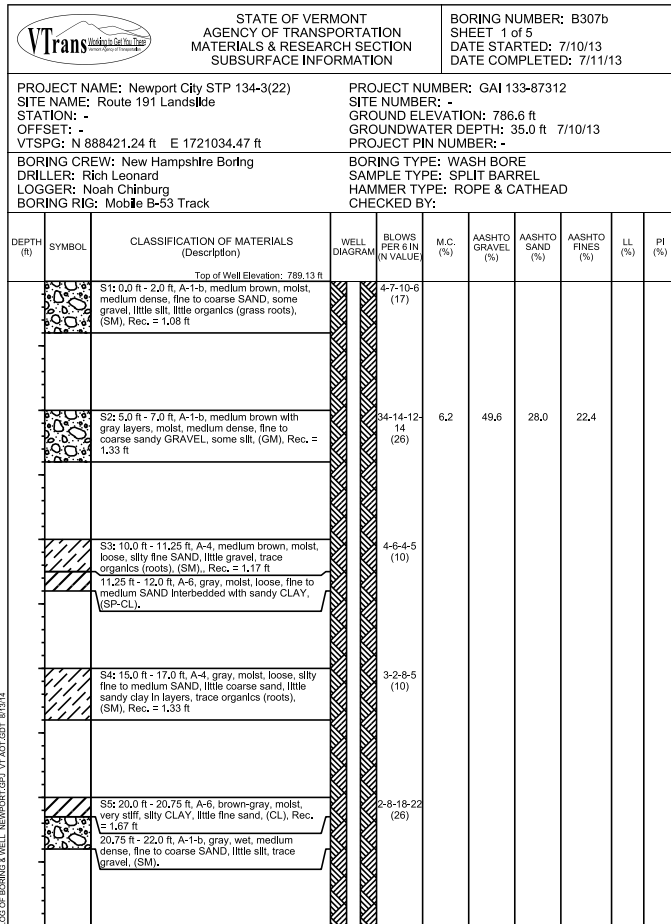 VTrans Working to Get You There
Vermont Agency of Transportation
STATE OF VERMONT
AGENCY OF TRANSPORTATION
MATERIALS & RESEARCH SECTION
SUBSURFACE INFORMATION
BORING NUMBER: B307b
SHEET 1 of 5
DATE STARTED: 7/10/13
DATE COMPLETED: 7/11/13
PROJECT NAME: Newport City STP 134-3(22)
SITE NAME: Route 191 Landslide
STATION: -
OFFSET: -
VTSPG: N 888421.24 ft E 1721034.47 ft
PROJECT NUMBER: GAI 133-87312
SITE NUMBER: -
GROUND ELEVATION: 786.6 ft
GROUNDWATER DEPTH: 35.0 ft 7/10/13
PROJECT PIN NUMBER: -
BORING CREW: New Hampshire Boring
DRILLER: Rich Leonard
LOGGER: Noah Chinburg
BORING RIG: Mobile B-53 Track
BORING TYPE: WASH BORE
SAMPLE TYPE: SPLIT BARREL
HAMMER TYPE: ROPE & CATHEAD
CHECKED BY:
DEPTH
(ft)
SYMBOL
CLASSIFICATION OF MATERIALS
(Description)
Top of Well Elevation: 789.13 ft
WELL
DIAGRAM
BLOWS
PER 6 IN
(N VALUE)
M.C.
(%)
AASHTO
GRAVEL
(%)
AASHTO
SAND
(%)
AASHTO
FINES
(%)
LL
(%)
PI
(%)
S1: 0.0 ft - 2.0 ft, A-1-b, medium brown, moist,
medium dense, fine to coarse SAND, some
gravel, little silt, little organics (grass roots),
(SM), Rec. = 1.08 ft
4-7-10-6
(17)
S2: 5.0 ft - 7.0 ft, A-1-b, medium brown with
gray layers, moist, medium dense, fine to
coarse sandy GRAVEL, some silt, (GM), Rec. =
1.33 ft
34-14-12-
14
(26)
6.2
49.6
28.0
22.4
S3: 10.0 ft - 11.25 ft, A-4, medium brown, moist,
loose, silty fine SAND, little gravel, trace
organics (roots), (SM),, Rec. = 1.17 ft
4-6-4-5
(10)
11.25 ft - 12.0 ft, A-6, gray, moist, loose, fine to
medium SAND interbedded with sandy CLAY,
(SP-CL).
S4: 15.0 ft - 17.0 ft, A-4, gray, moist, loose, silty
fine to medium SAND, little coarse sand, little
sandy clay in layers, trace organics (roots),
(SM), Rec. = 1.33 ft
3-2-8-5
(10)
S5: 20.0 ft - 20.75 ft, A-6, brown-gray, moist,
very stiff, silty CLAY, little fine sand, (CL), Rec.
= 1.67 ft
2-8-18-22
(26)
20.75 ft - 22.0 ft, A-1-b, gray, wet, medium
dense, fine to coarse SAND, little silt, trace
gravel, (SM).
LOG OF BORING & WELL NEWPORT.GPJ VT AOT.GDT 8/13/14